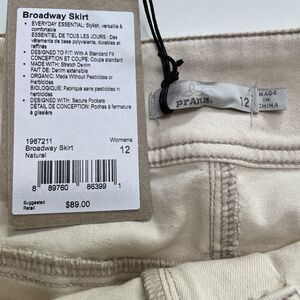 Broadway Skirt
• EVERYDAY ESSENTIAL: Stylish, versatile &
comfortable
ESSENTIEL DE TOUS LES JOURS : Des
vêtements de base polyvalents, durables et
raffinés
• DESIGNED TO FIT: With A Standard Fit
CONCEPTION ET COUPE: Coupe standard
• MADE WITH: Stretch Denim
FAIT DE: Denim extensible
• ORGANIC: Made Without Pesticides or
Herbicides
BIOLOGIQUE: Fabriqué sans pesticides ni
herbicides
• DESIGNED WITH: Secure Pockets
DÉTAIL DE CONCEPTION: Poches à fermeture
à glissière
1967211
Womens
Broadway Skirt
12
Natural
8 89760 86399 1
Suggested
Retail
$89.00
prAna
12
MADE
IN
CHINA